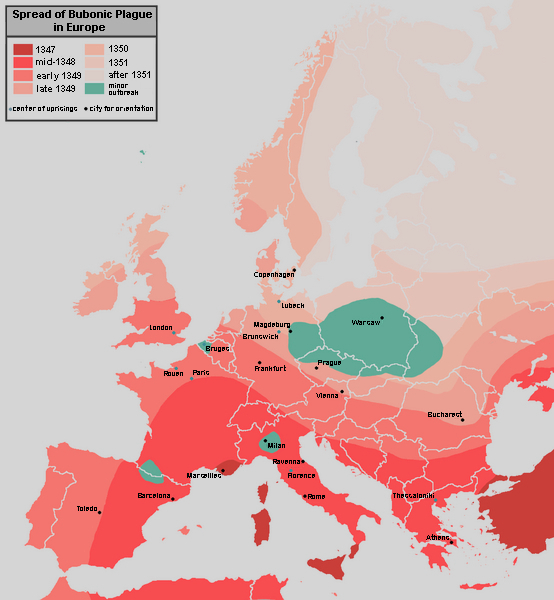 Spread of Bubonic Plague
in Europe
1347
mid-1348
early 1349
late 1349
1350
1351
after 1351
minor
outbreak
center of uprisings
city for orientation
Copenhagen
Lubeck
Warsaw
Magdeburg
Brunswick
London
Bruges
Prague
Frankfurt
Rouen
Paris
Vienna
Bucharest
Milan
Ravenna
Marseilles
Florence
Barcelona
Rome
Thessaloniki
Toledo
Athens